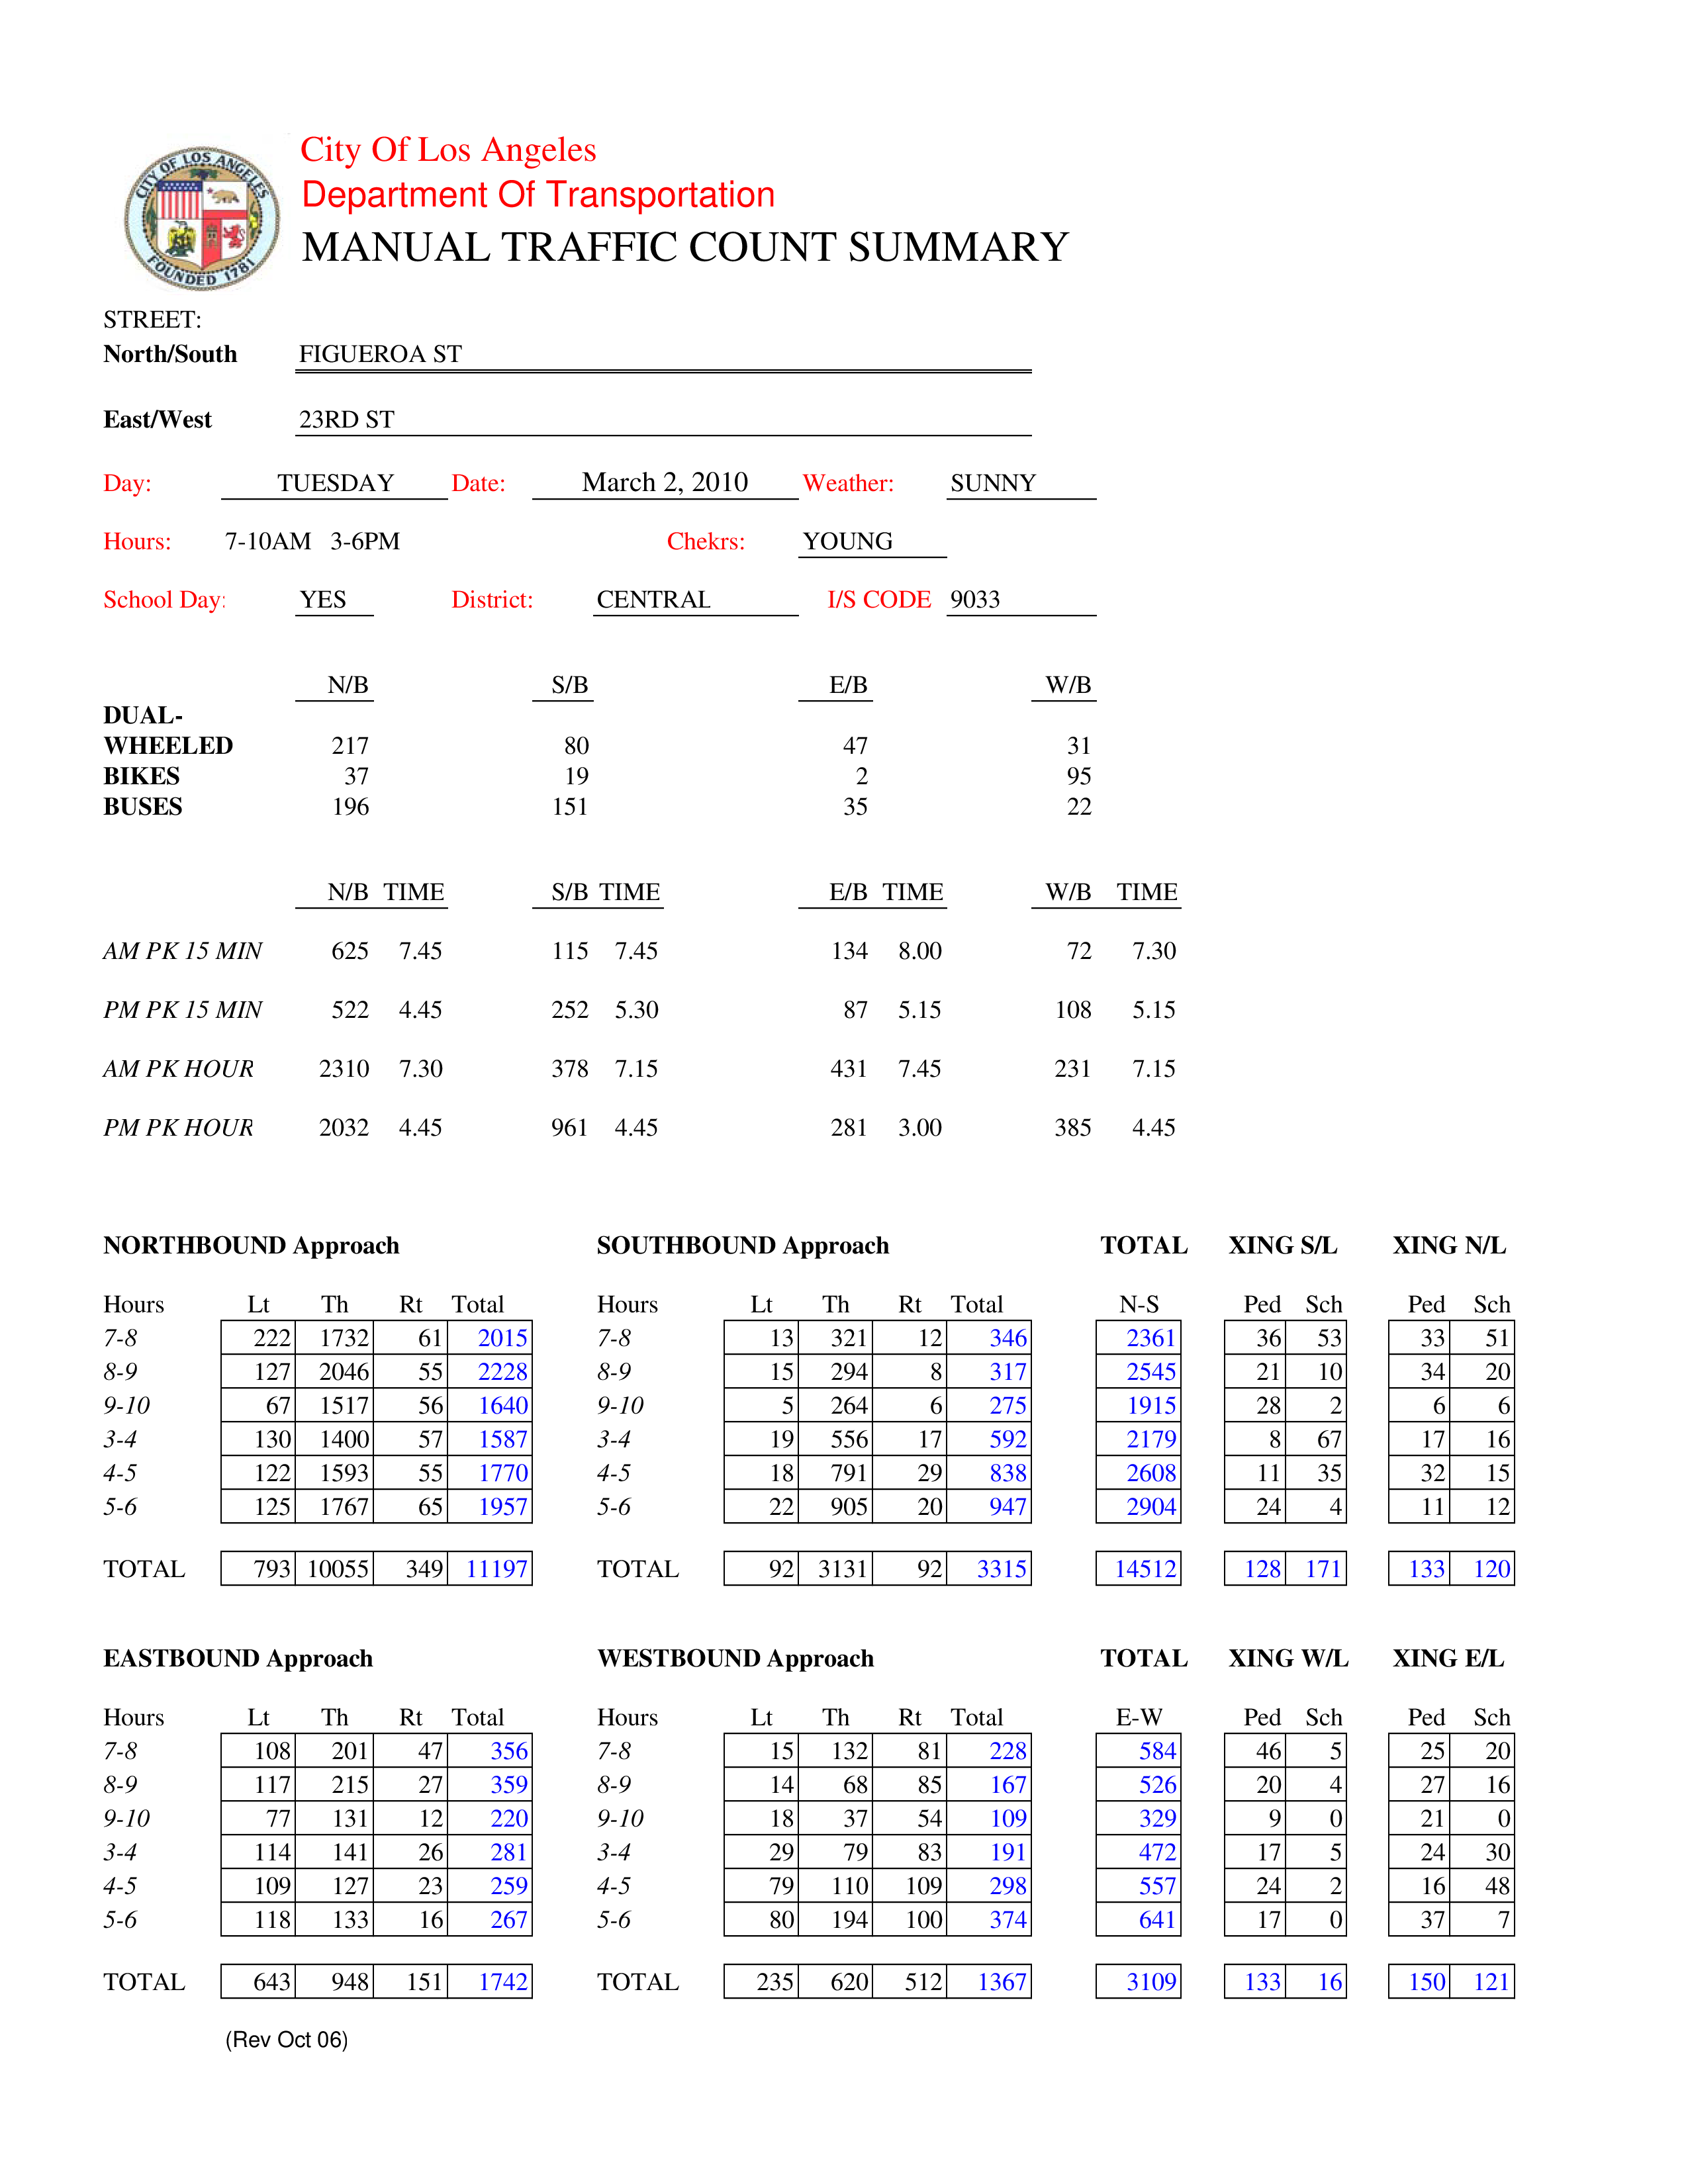 CITY OF LOS ANGELES
FOUNDED 1781
City Of Los Angeles
Department Of Transportation
MANUAL TRAFFIC COUNT SUMMARY
STREET:
North/South FIGUEROA ST
East/West 23RD ST
Day: TUESDAY Date: March 2, 2010 Weather: SUNNY
Hours: 7-10AM 3-6PM Chekrs: YOUNG
School Day: YES District: CENTRAL I/S CODE 9033
N/B S/B E/B W/B
DUAL-
WHEELED 217 80 47 31
BIKES 37 19 2 95
BUSES 196 151 35 22
N/B TIME S/B TIME E/B TIME W/B TIME
AM PK 15 MIN 625 7.45 115 7.45 134 8.00 72 7.30
PM PK 15 MIN 522 4.45 252 5.30 87 5.15 108 5.15
AM PK HOUR 2310 7.30 378 7.15 431 7.45 231 7.15
PM PK HOUR 2032 4.45 961 4.45 281 3.00 385 4.45
NORTHBOUND Approach SOUTHBOUND Approach TOTAL XING S/L XING N/L
Hours Lt Th Rt Total Hours Lt Th Rt Total N-S Ped Sch Ped Sch
7-8 222 1732 61 2015 7-8 13 321 12 346 2361 36 53 33 51
8-9 127 2046 55 2228 8-9 15 294 8 317 2545 21 10 34 20
9-10 67 1517 56 1640 9-10 5 264 6 275 1915 28 2 6 6
3-4 130 1400 57 1587 3-4 19 556 17 592 2179 8 67 17 16
4-5 122 1593 55 1770 4-5 18 791 29 838 2608 11 35 32 15
5-6 125 1767 65 1957 5-6 22 905 20 947 2904 24 4 11 12
TOTAL 793 10055 349 11197 TOTAL 92 3131 92 3315 14512 128 171 133 120
EASTBOUND Approach WESTBOUND Approach TOTAL XING W/L XING E/L
Hours Lt Th Rt Total Hours Lt Th Rt Total E-W Ped Sch Ped Sch
7-8 108 201 47 356 7-8 15 132 81 228 584 46 5 25 20
8-9 117 215 27 359 8-9 14 68 85 167 526 20 4 27 16
9-10 77 131 12 220 9-10 18 37 54 109 329 9 0 21 0
3-4 114 141 26 281 3-4 29 79 83 191 472 17 5 24 30
4-5 109 127 23 259 4-5 79 110 109 298 557 24 2 16 48
5-6 118 133 16 267 5-6 80 194 100 374 641 17 0 37 7
TOTAL 643 948 151 1742 TOTAL 235 620 512 1367 3109 133 16 150 121
(Rev Oct 06)